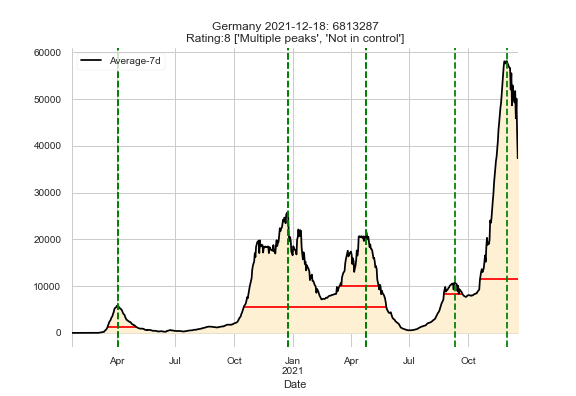 Germany 2021-12-18: 6813287
Rating:8 ['Multiple peaks', 'Not in control']
60000
Average-7d
50000
40000
30000
20000
10000
0
Apr Jul Oct Jan Apr Jul Oct
2021
Date